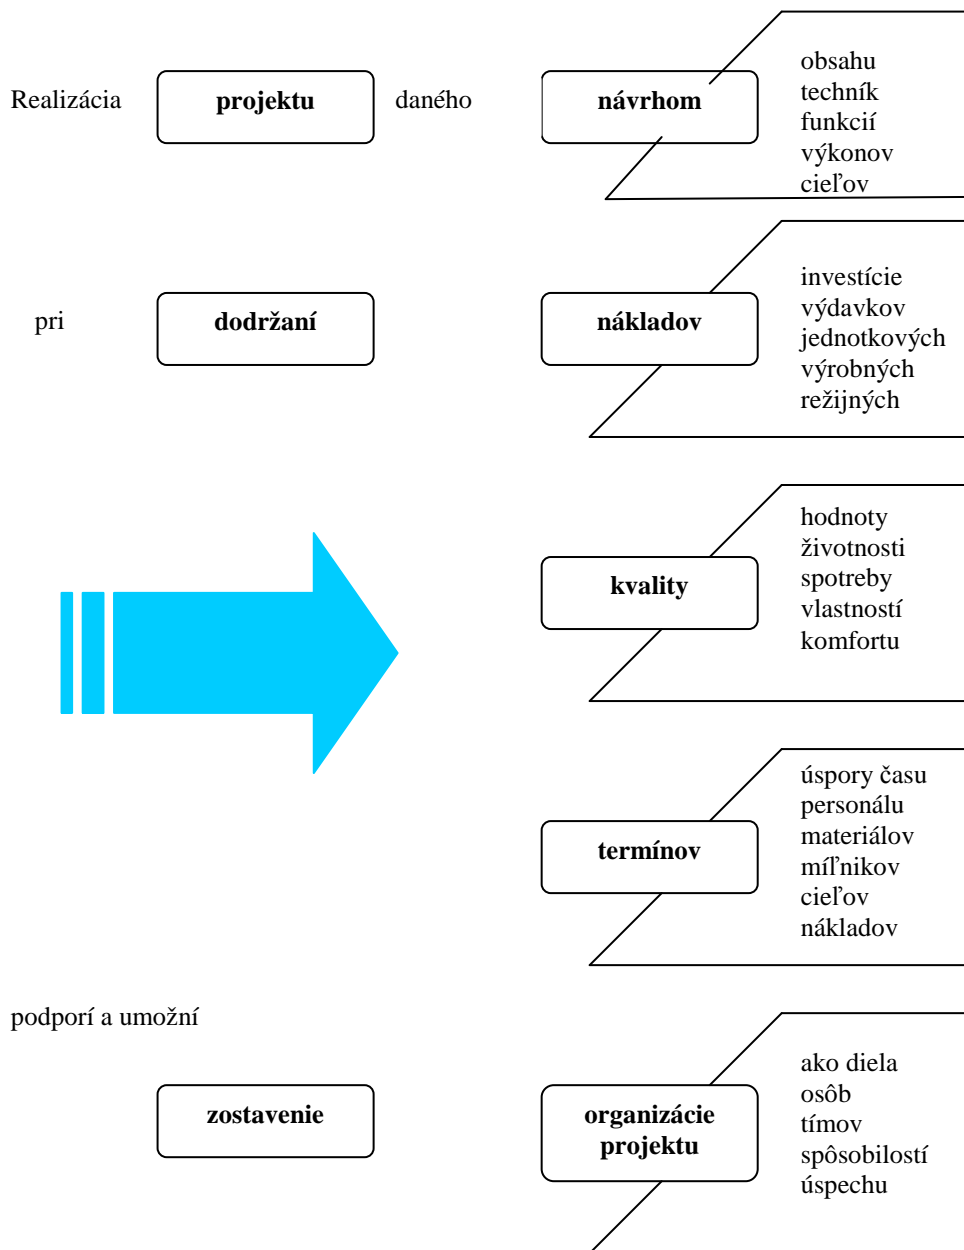 Realizácia projektu daného návrhom
obsahu
techník
funkcií
výkonov
cieľov
pri dodržaní nákladov
investície
výdavkov
jednotkových
výrobných
režijných
kvality
hodnoty
životnosti
spotreby
vlastností
komfortu
termínov
úspory času
personálu
materiálov
míľnikov
cieľov
nákladov
podporí a umožní
zostavenie
organizácie
projektu
ako diela
osôb
tímov
spôsobilostí
úspechu